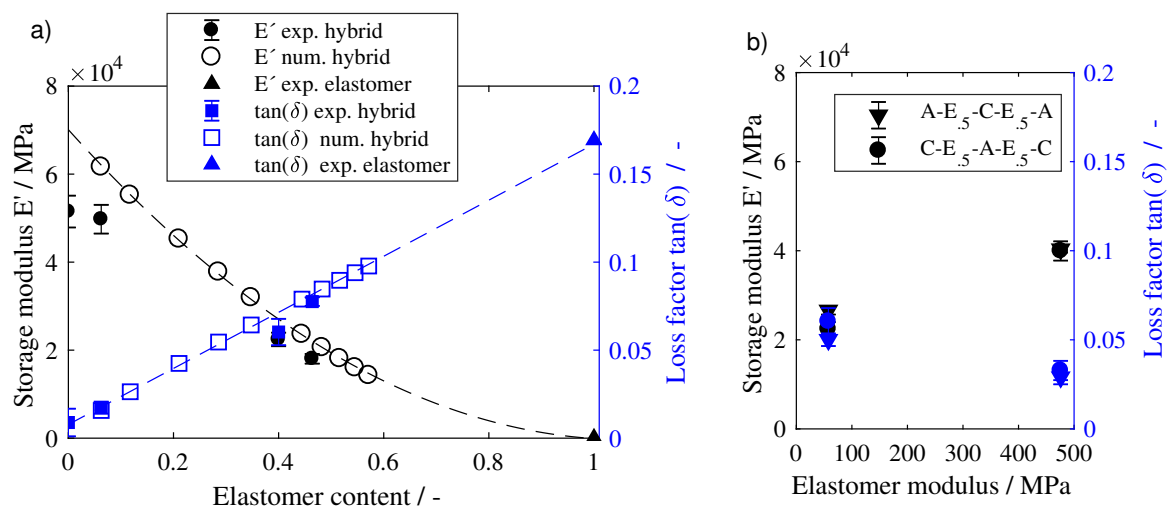 a)
E´ exp. hybrid
E´ num. hybrid
E´ exp. elastomer
tan(δ) exp. hybrid
tan(δ) num. hybrid
tan(δ) exp. elastomer
× 10⁴
8
6
4
2
0
Storage modulus E' / MPa
0 0.2 0.4 0.6 0.8 1
Elastomer content / -
0.2
0.15
0.1
0.05
0
Loss factor tan( δ) / -
b)
× 10⁴
8
6
4
2
0
Storage modulus E' / MPa
A-E.5-C-E.5-A
C-E.5-A-E.5-C
0 100 200 300 400 500
Elastomer modulus / MPa
0.2
0.15
0.1
0.05
0
Loss factor tan( δ) / -